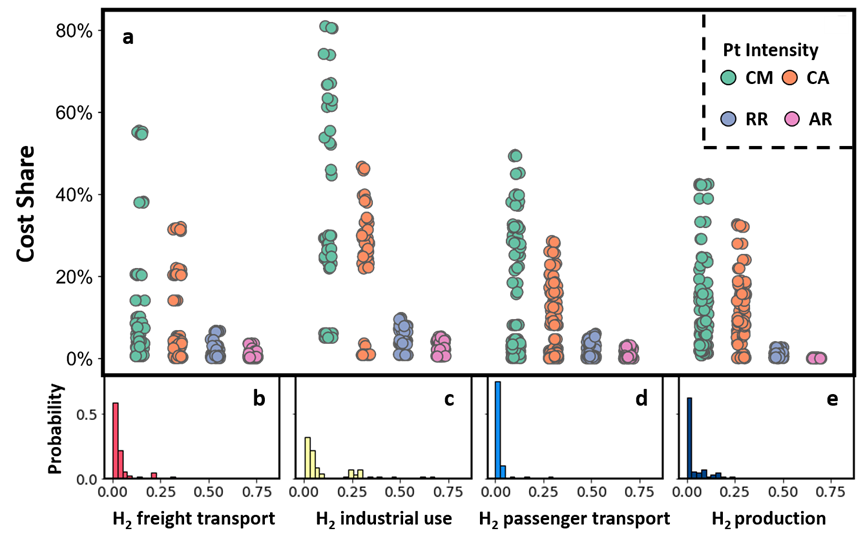 80%
60%
40%
20%
0%
Cost Share
a
Pt Intensity
CM CA
RR AR
Probability
0.5
0.0
b
c
d
e
0.00 0.25 0.50 0.75
0.00 0.25 0.50 0.75
0.00 0.25 0.50 0.75
0.00 0.25 0.50 0.75
H2 freight transport
H2 industrial use
H2 passenger transport
H2 production